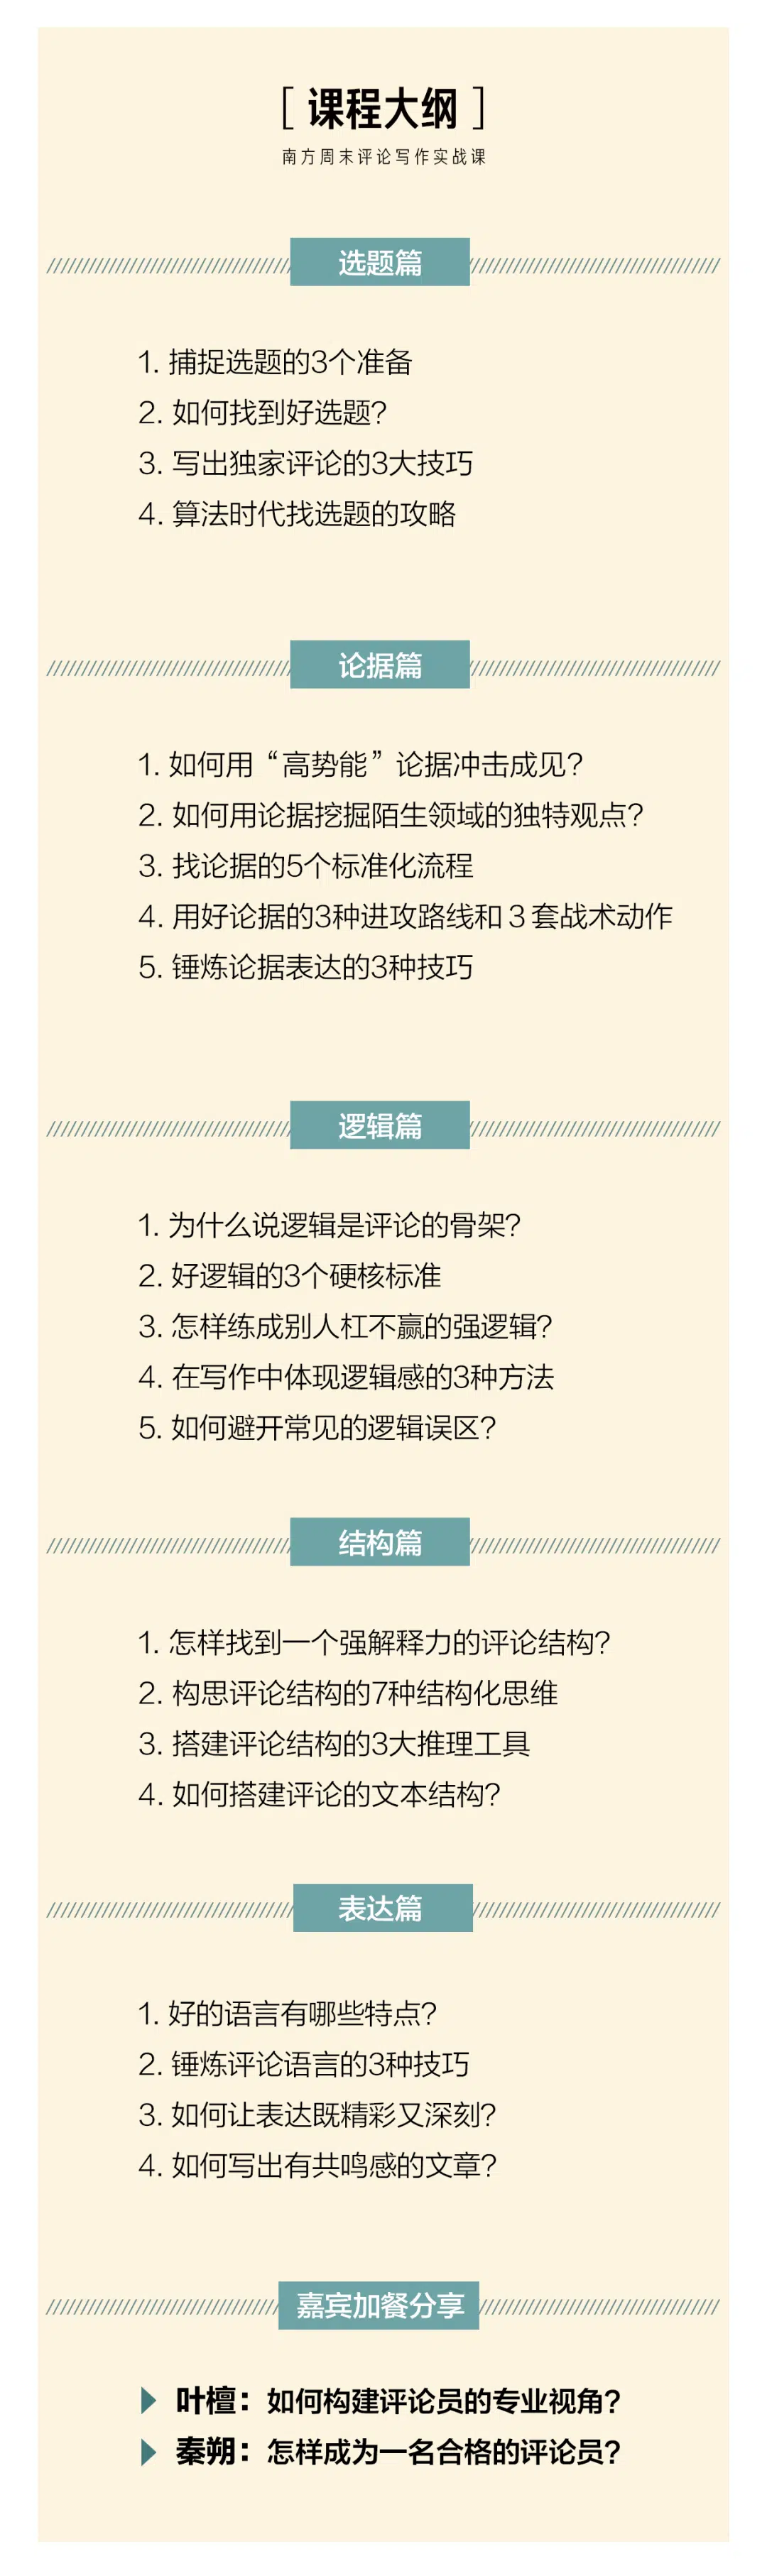 [ 课程大纲 ]
南方周末评论写作实战课
选题篇
1. 捕捉选题的3个准备
2. 如何找到好选题?
3. 写出独家评论的3大技巧
4. 算法时代找选题的攻略
论据篇
1. 如何用“高势能”论据冲击成见?
2. 如何用论据挖掘陌生领域的独特观点?
3. 找论据的5个标准化流程
4. 用好论据的3种进攻路线和 3 套战术动作
5. 锤炼论据表达的3种技巧
逻辑篇
1. 为什么说逻辑是评论的骨架?
2. 好逻辑的3个硬核标准
3. 怎样练成别人杠不赢的强逻辑?
4. 在写作中体现逻辑感的3种方法
5. 如何避开常见的逻辑误区?
结构篇
1. 怎样找到一个强解释力的评论结构?
2. 构思评论结构的7种结构化思维
3. 搭建评论结构的3大推理工具
4. 如何搭建评论的文本结构?
表达篇
1. 好的语言有哪些特点?
2. 锤炼评论语言的3种技巧
3. 如何让表达既精彩又深刻?
4. 如何写出有共鸣感的文章?
嘉宾加餐分享
叶檀：如何构建评论员的专业视角?
秦朔：怎样成为一名合格的评论员?